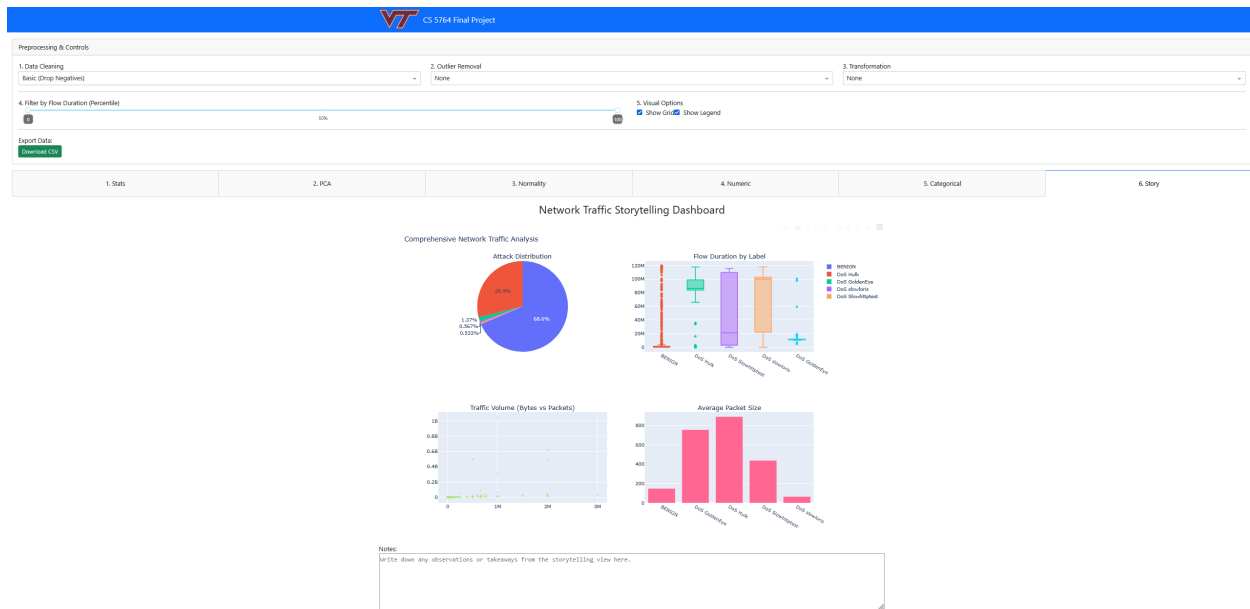 VT CS 5764 Final Project
Preprocessing & Controls
1. Data Cleaning 2. Outlier Removal 3. Transformation
Basic (Drop Negatives) None None
4. Filter by Flow Duration (Percentile) 5. Visual Options
Show Grid Show Legend
0 50% 100
Export Data:
Download CSV
1. Stats 2. PCA 3. Normality 4. Numeric 5. Categorical 6. Story
Network Traffic Storytelling Dashboard
Comprehensive Network Traffic Analysis
Attack Distribution
68.6%
1.37%
0.567%
0.533%
Flow Duration by Label
120M
100M
80M
60M
40M
20M
0
BENIGN
DoS Hulk
DoS Slowhttptest
DoS slowloris
DoS GoldenEye
BENIGN
DoS Hulk
DoS GoldenEye
DoS slowloris
DoS Slowhttptest
Traffic Volume (Bytes vs Packets)
1B
0.8B
0.6B
0.4B
0.2B
0
0 1M 2M 3M
Average Packet Size
800
600
400
200
0
BENIGN
DoS GoldenEye
DoS Hulk
DoS Slowhttptest
DoS slowloris
Notes:
Write down any observations or takeaways from the storytelling view here.